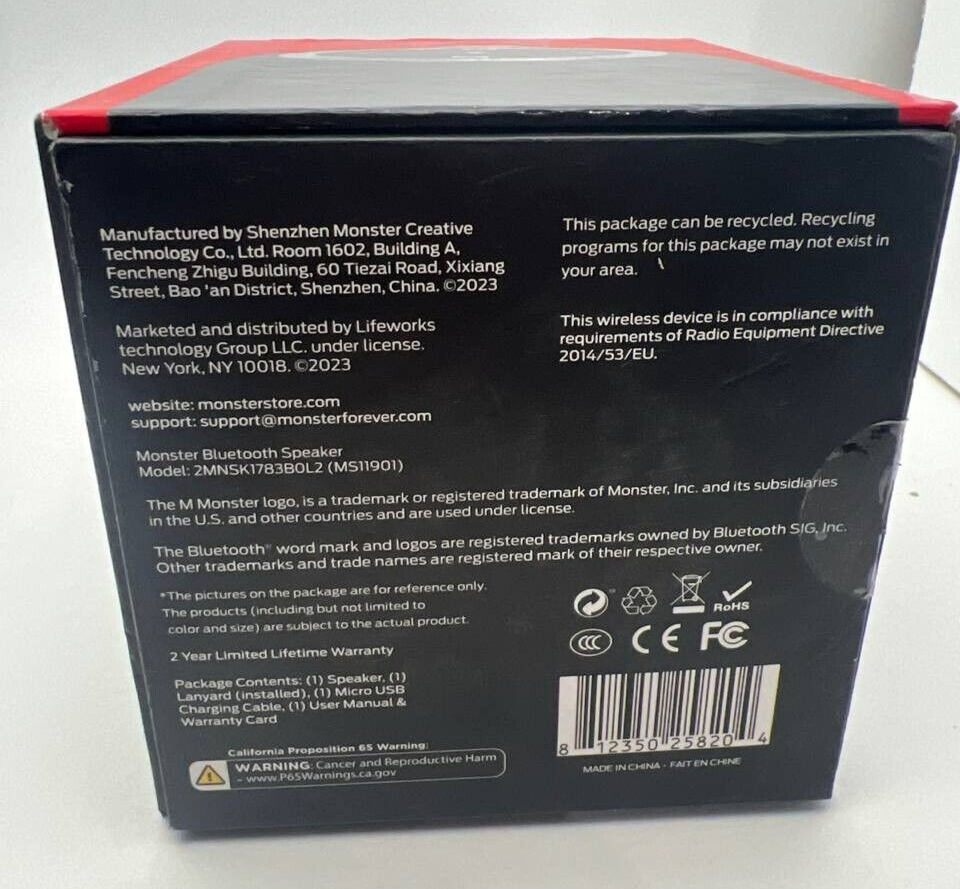 Manufactured by Shenzhen Monster Creative
Technology Co., Ltd. Room 1602, Building A,
Fencheng Zhigu Building, 60 Tiezai Road, Xixiang
Street, Bao 'an District, Shenzhen, China. ©2023
Marketed and distributed by Lifeworks
technology Group LLC. under license.
New York, NY 10018. ©2023
website: monsterstore.com
support: support@monsterforever.com
Monster Bluetooth Speaker
Model: 2MNSK1783B0L2 (MS11901)
The M Monster logo, is a trademark or registered trademark of Monster, Inc. and its subsidiaries
in the U.S. and other countries and are used under license.
The Bluetooth® word mark and logos are registered trademarks owned by Bluetooth SIG, Inc.
Other trademarks and trade names are registered mark of their respective owner.
*The pictures on the package are for reference only.
The products (including but not limited to
color and size) are subject to the actual product.
2 Year Limited Lifetime Warranty
Package Contents: (1) Speaker, (1)
Lanyard (installed), (1) Micro USB
Charging Cable, (1) User Manual &
Warranty Card
California Proposition 65 Warning:
WARNING: Cancer and Reproductive Harm
- www.P65Warnings.ca.gov
This package can be recycled. Recycling
programs for this package may not exist in
your area.
This wireless device is in compliance with
requirements of Radio Equipment Directive
2014/53/EU.
RoHS
CCC CE FC
8 12350 25820 4
MADE IN CHINA - FAIT EN CHINE